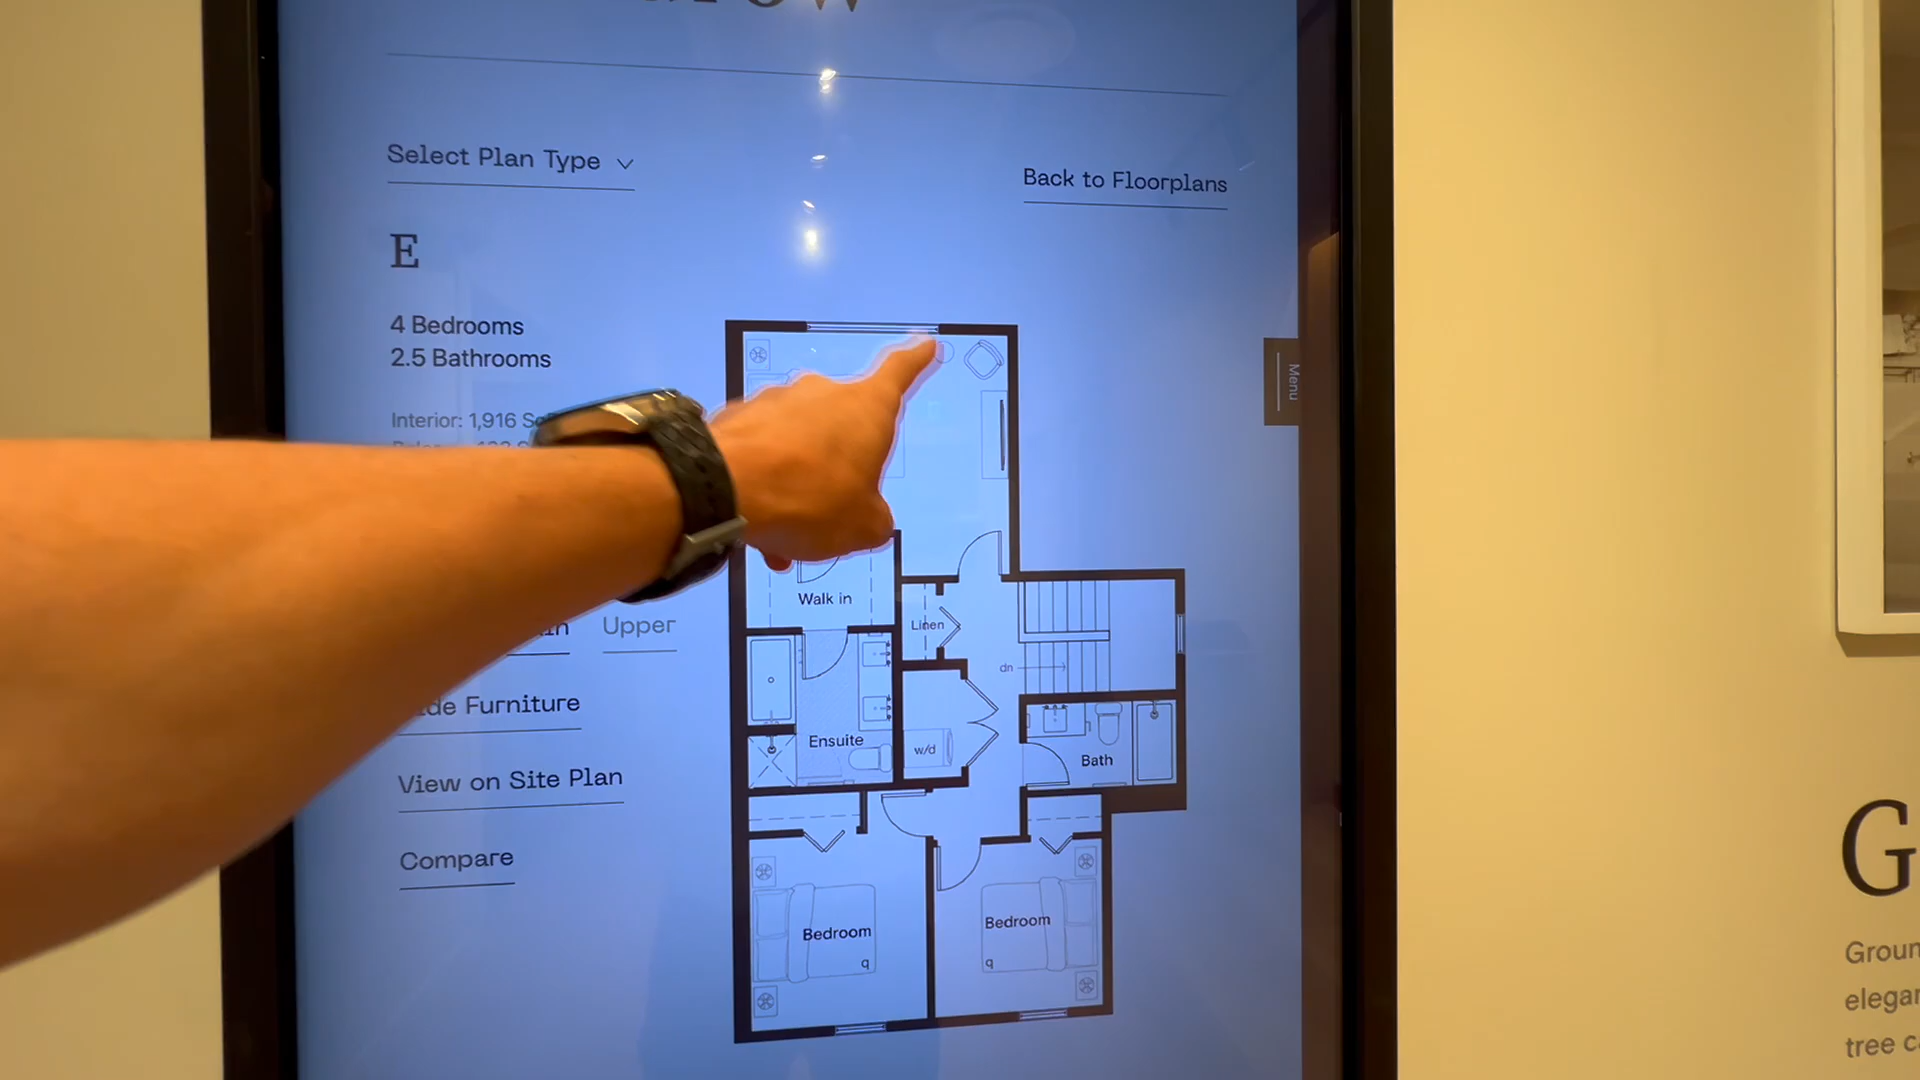 Select Plan Type
Back to Floorplans
E
4 Bedrooms
2.5 Bathrooms
Interior: 1,916
Menu
Walk in
Upper
Linen
dn
Furniture
Ensuite
w/d
Bath
View on Site Plan
Compare
Bedroom
q
Bedroom
q
G